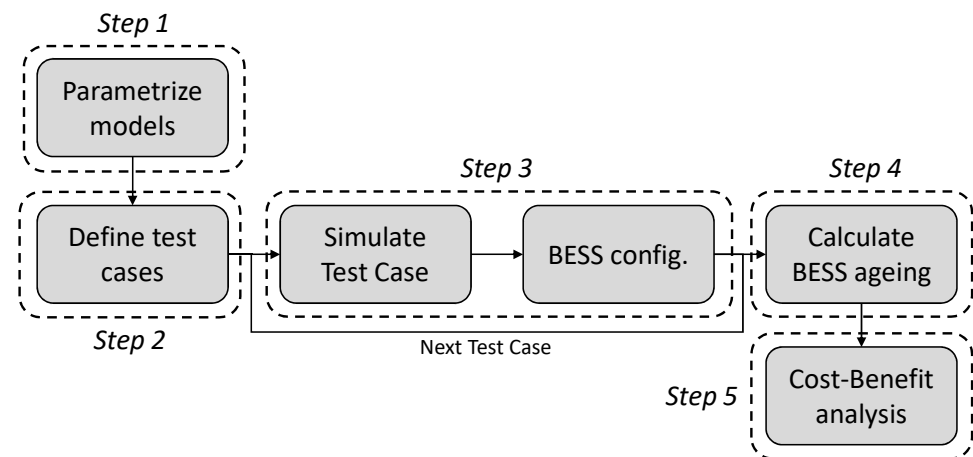 Step 1
Parametrize
models
Step 3
Step 4
Define test
cases
Simulate
Test Case
BESS config.
Calculate
BESS ageing
Step 2
Next Test Case
Step 5
Cost-Benefit
analysis